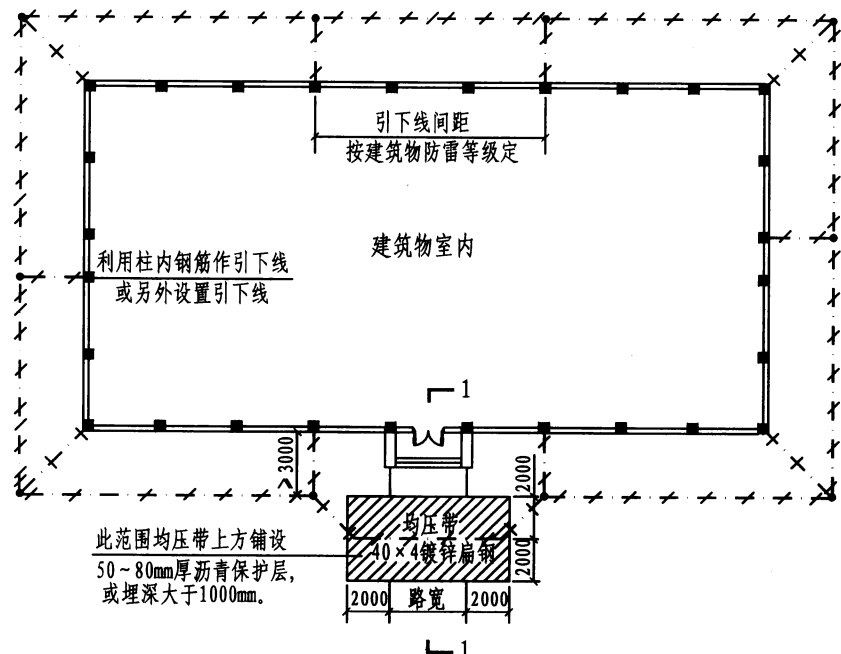 引下线间距
按建筑物防雷等级定
建筑物室内
利用柱内钢筋作引下线
或另外设置引下线
1
>3000
2000
均压带
40×4镀锌扁钢
2000
此范围均压带上方铺设
50~80mm厚沥青保护层,
或埋深大于1000mm。
2000
路宽
2000
1